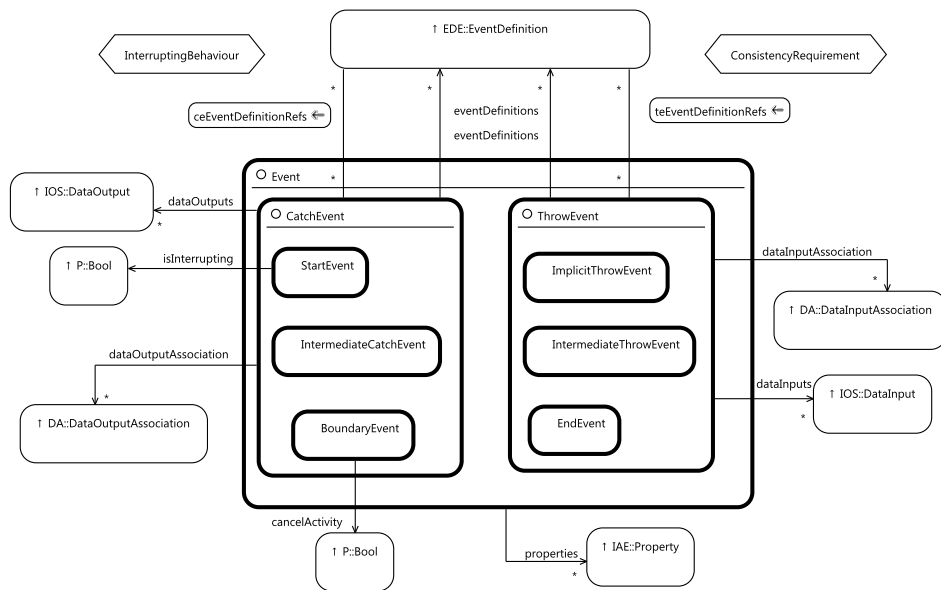 ↑ EDE::EventDefinition
InterruptingBehaviour
ConsistencyRequirement
*
*
*
*
ceEventDefinitionRefs ⇐
eventDefinitions
teEventDefinitionRefs ⇐
eventDefinitions
*
*
Event
↑ IOS::DataOutput
dataOutputs
*
CatchEvent
ThrowEvent
↑ P::Bool
isInterrupting
StartEvent
ImplicitThrowEvent
dataInputAssociation
*
↑ DA::DataInputAssociation
IntermediateCatchEvent
IntermediateThrowEvent
dataOutputAssociation
*
dataInputs
*
↑ IOS::DataInput
↑ DA::DataOutputAssociation
BoundaryEvent
EndEvent
cancelActivity
↑ P::Bool
properties
*
↑ IAE::Property